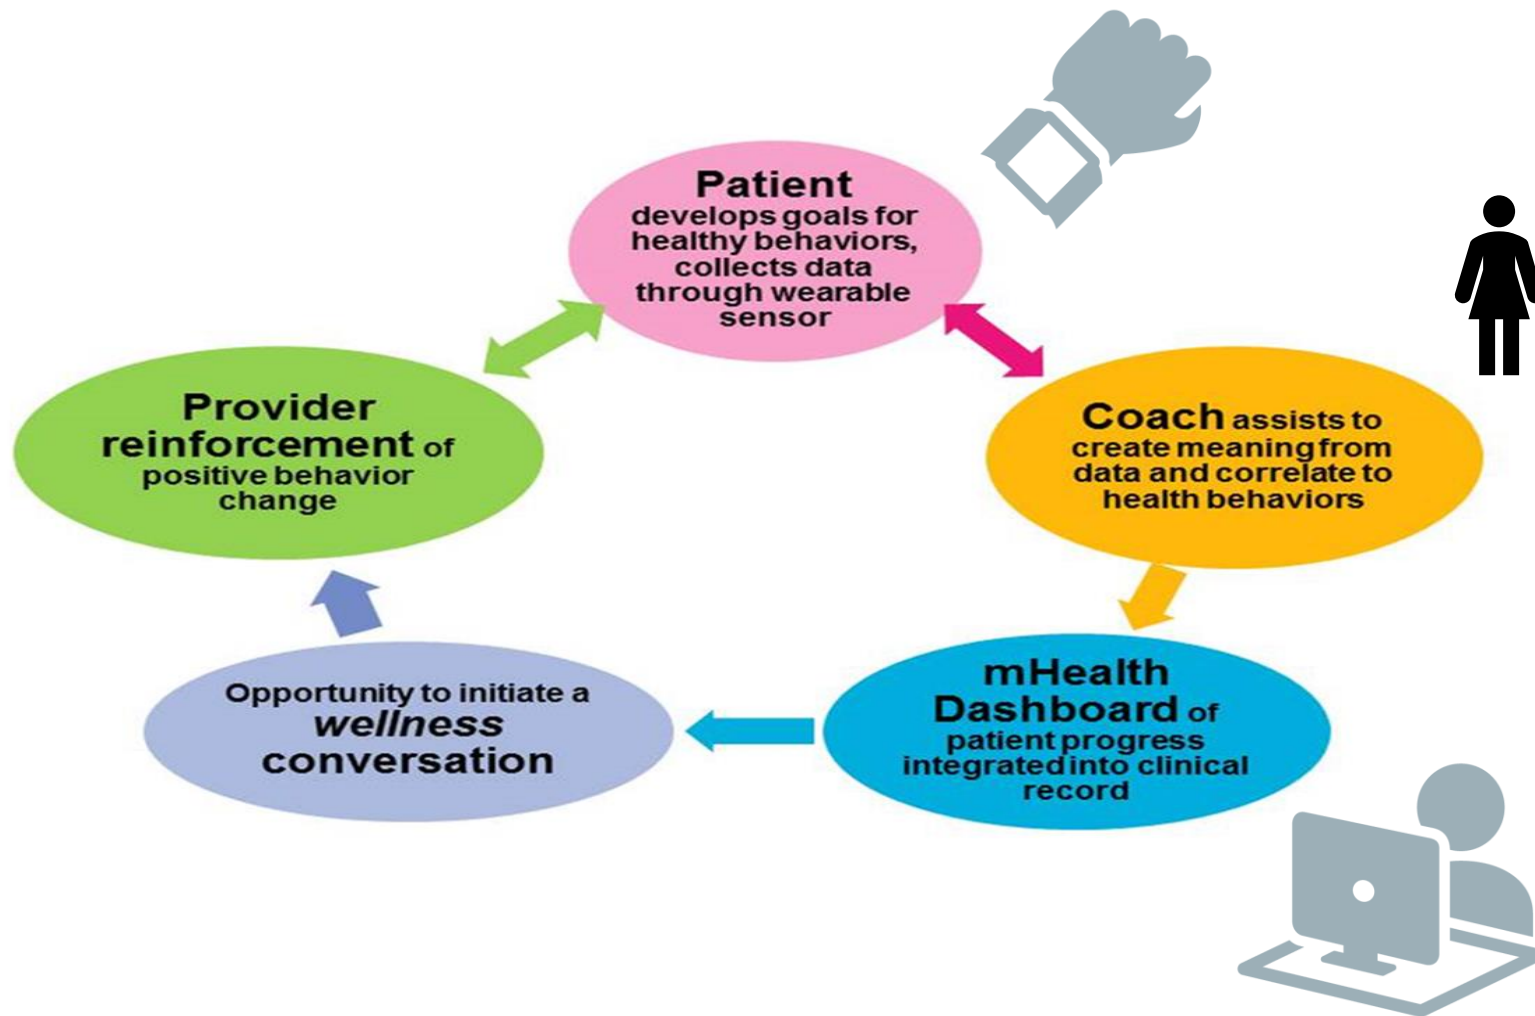 Patient
develops goals for
healthy behaviors,
collects data
through wearable
sensor
Coach assists to
create meaning from
data and correlate to
health behaviors
mHealth
Dashboard of
patient progress
integrated into clinical
record
Opportunity to initiate a
wellness
conversation
Provider
reinforcement of
positive behavior
change